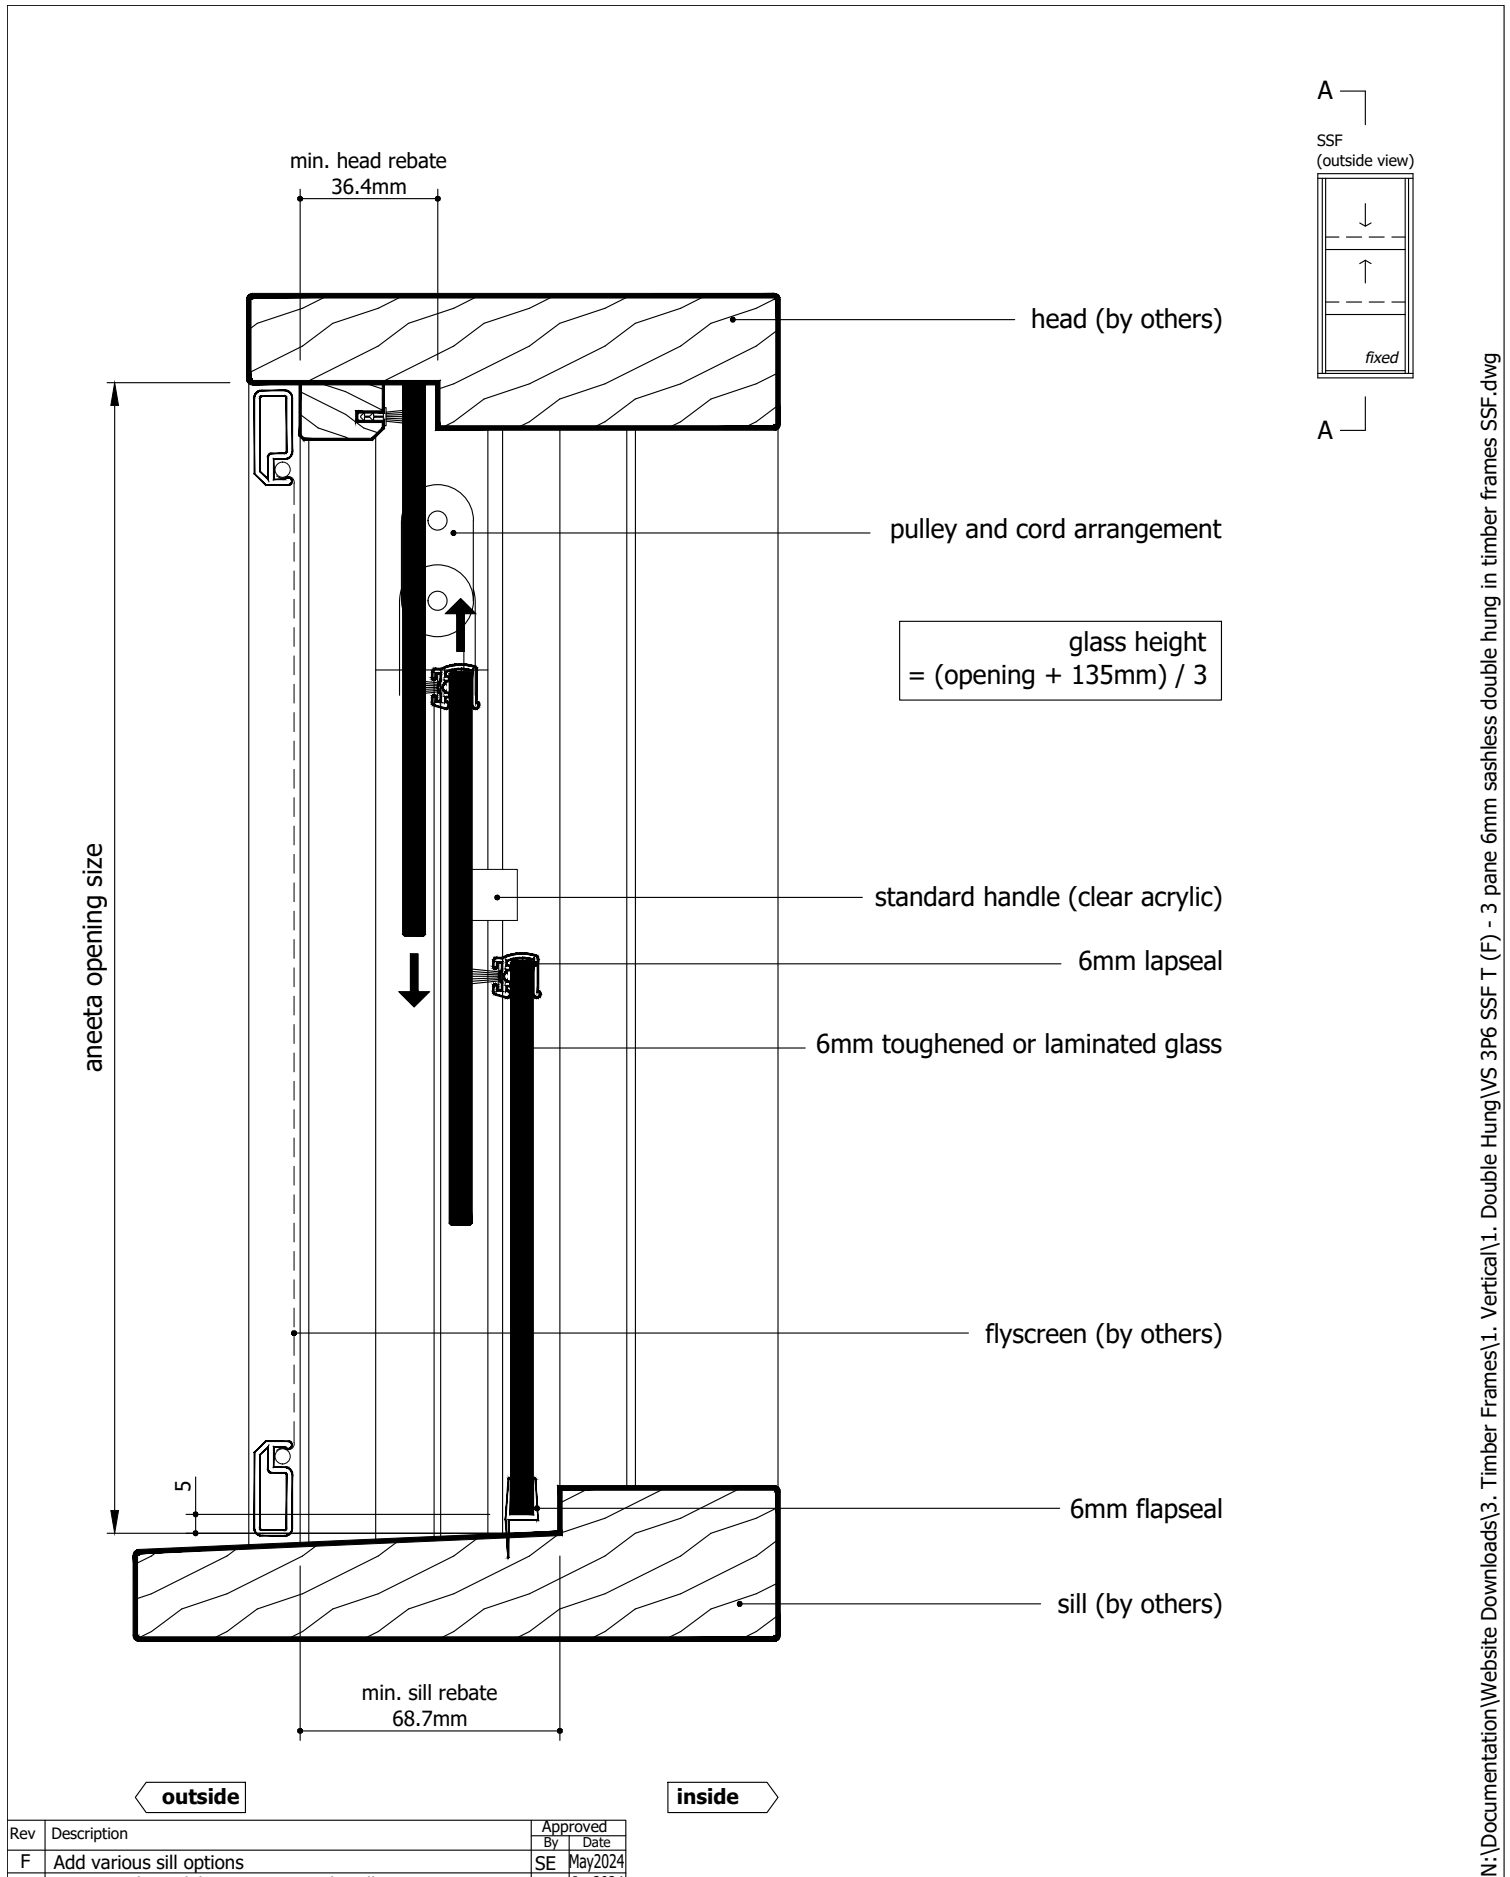 A
SSF
(outside view)
fixed
A
min. head rebate
36.4mm
head (by others)
pulley and cord arrangement
glass height
= (opening + 135mm) / 3
standard handle (clear acrylic)
6mm lapseal
6mm toughened or laminated glass
aneeta opening size
flyscreen (by others)
5
6mm flapseal
sill (by others)
min. sill rebate
68.7mm
outside
inside
Rev Description Approved
By Date
F Add various sill options SE May2024
N:\Documentation\Website Downloads\3. Timber Frames\1. Vertical\1. Double Hung\VS 3P6 SSF T (F) - 3 pane 6mm sashless double hung in timber frames SSF.dwg